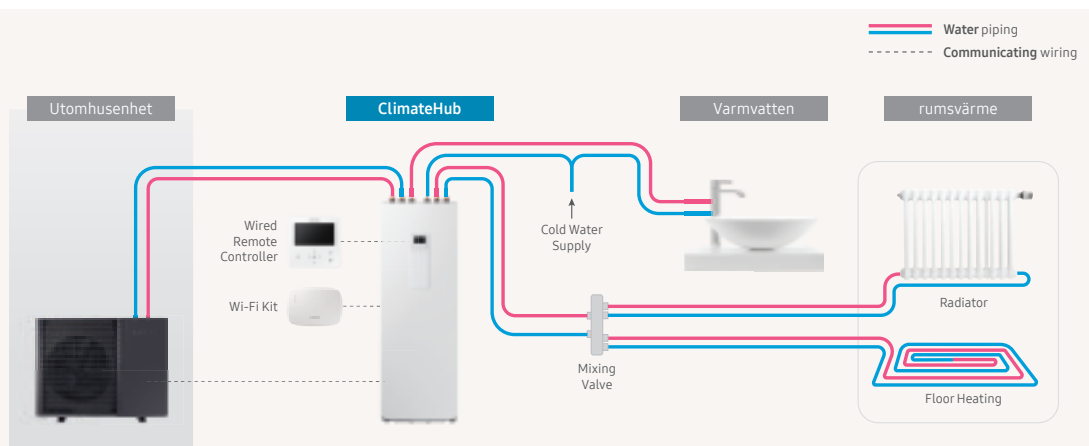 Water piping
Communicating wiring
Utomhusenhet
ClimateHub
Varmvatten
rumsvärme
Wired
Remote
Controller
Cold Water
Supply
Wi-Fi Kit
Radiator
Mixing
Valve
Floor Heating